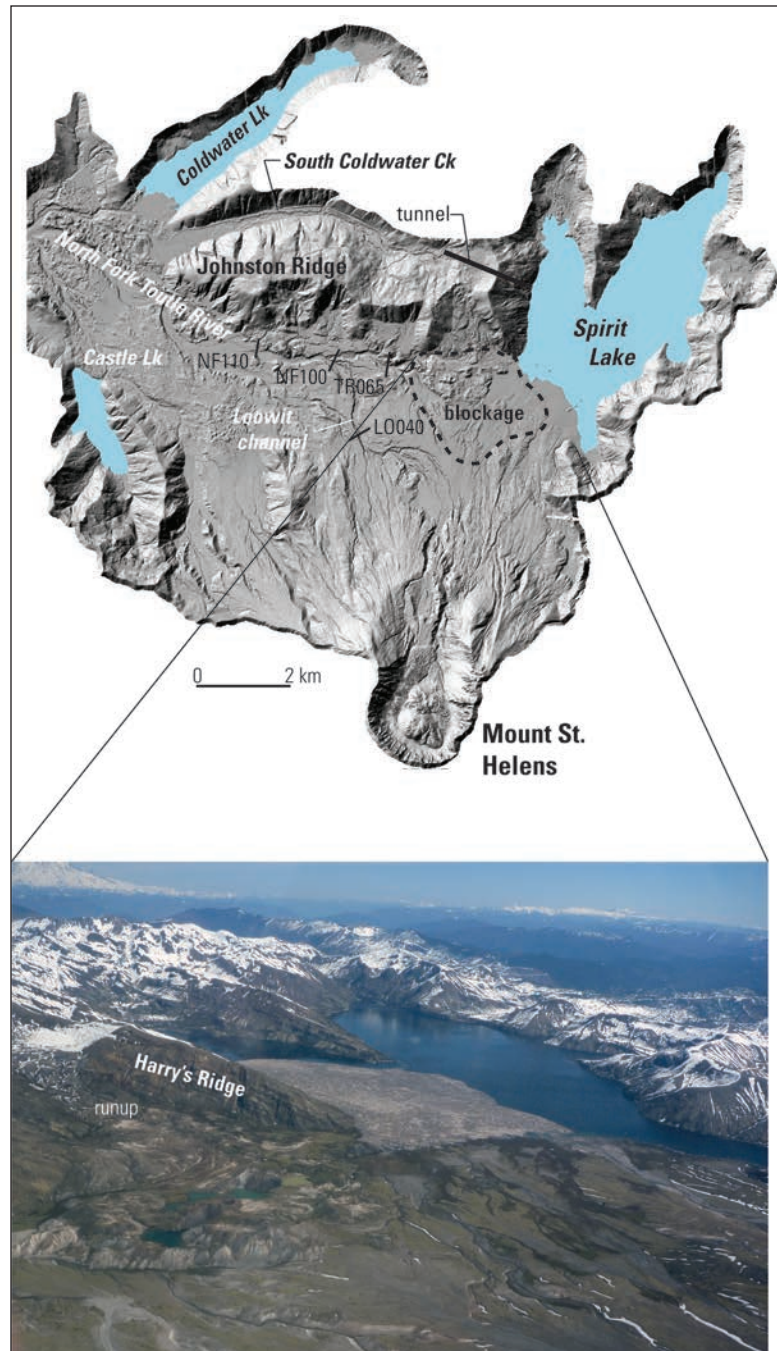 Coldwater Lk
South Coldwater Ck
tunnel
Johnston Ridge
North Fork Toutle River
Spirit
Lake
Castle Lk
NF110
NF100
TR065
blockage
Loowit
channel
LO040
0 2 km
Mount St.
Helens
Harry's Ridge
runup